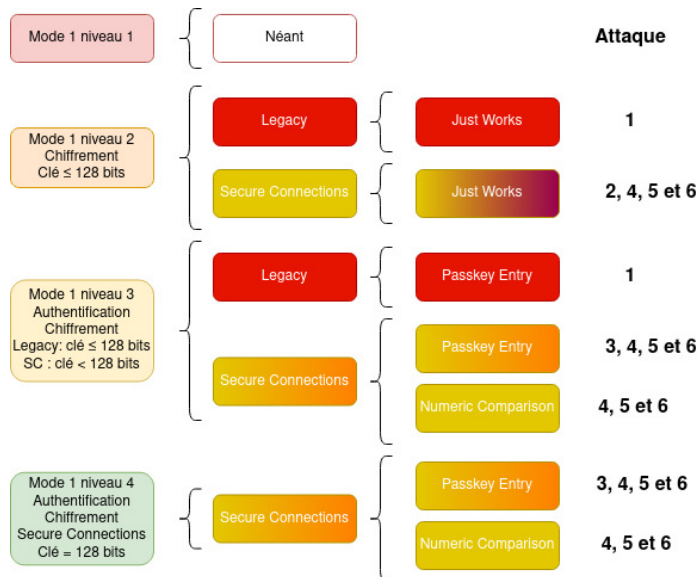 Mode 1 niveau 1
Néant
Attaque
Mode 1 niveau 2
Chiffrement
Clé ≤ 128 bits
Legacy
Just Works
1
Secure Connections
Just Works
2, 4, 5 et 6
Mode 1 niveau 3
Authentification
Chiffrement
Legacy: clé ≤ 128 bits
SC : clé < 128 bits
Legacy
Passkey Entry
1
Secure Connections
Passkey Entry
3, 4, 5 et 6
Numeric Comparison
4, 5 et 6
Mode 1 niveau 4
Authentification
Chiffrement
Secure Connections
Clé = 128 bits
Secure Connections
Passkey Entry
3, 4, 5 et 6
Numeric Comparison
4, 5 et 6